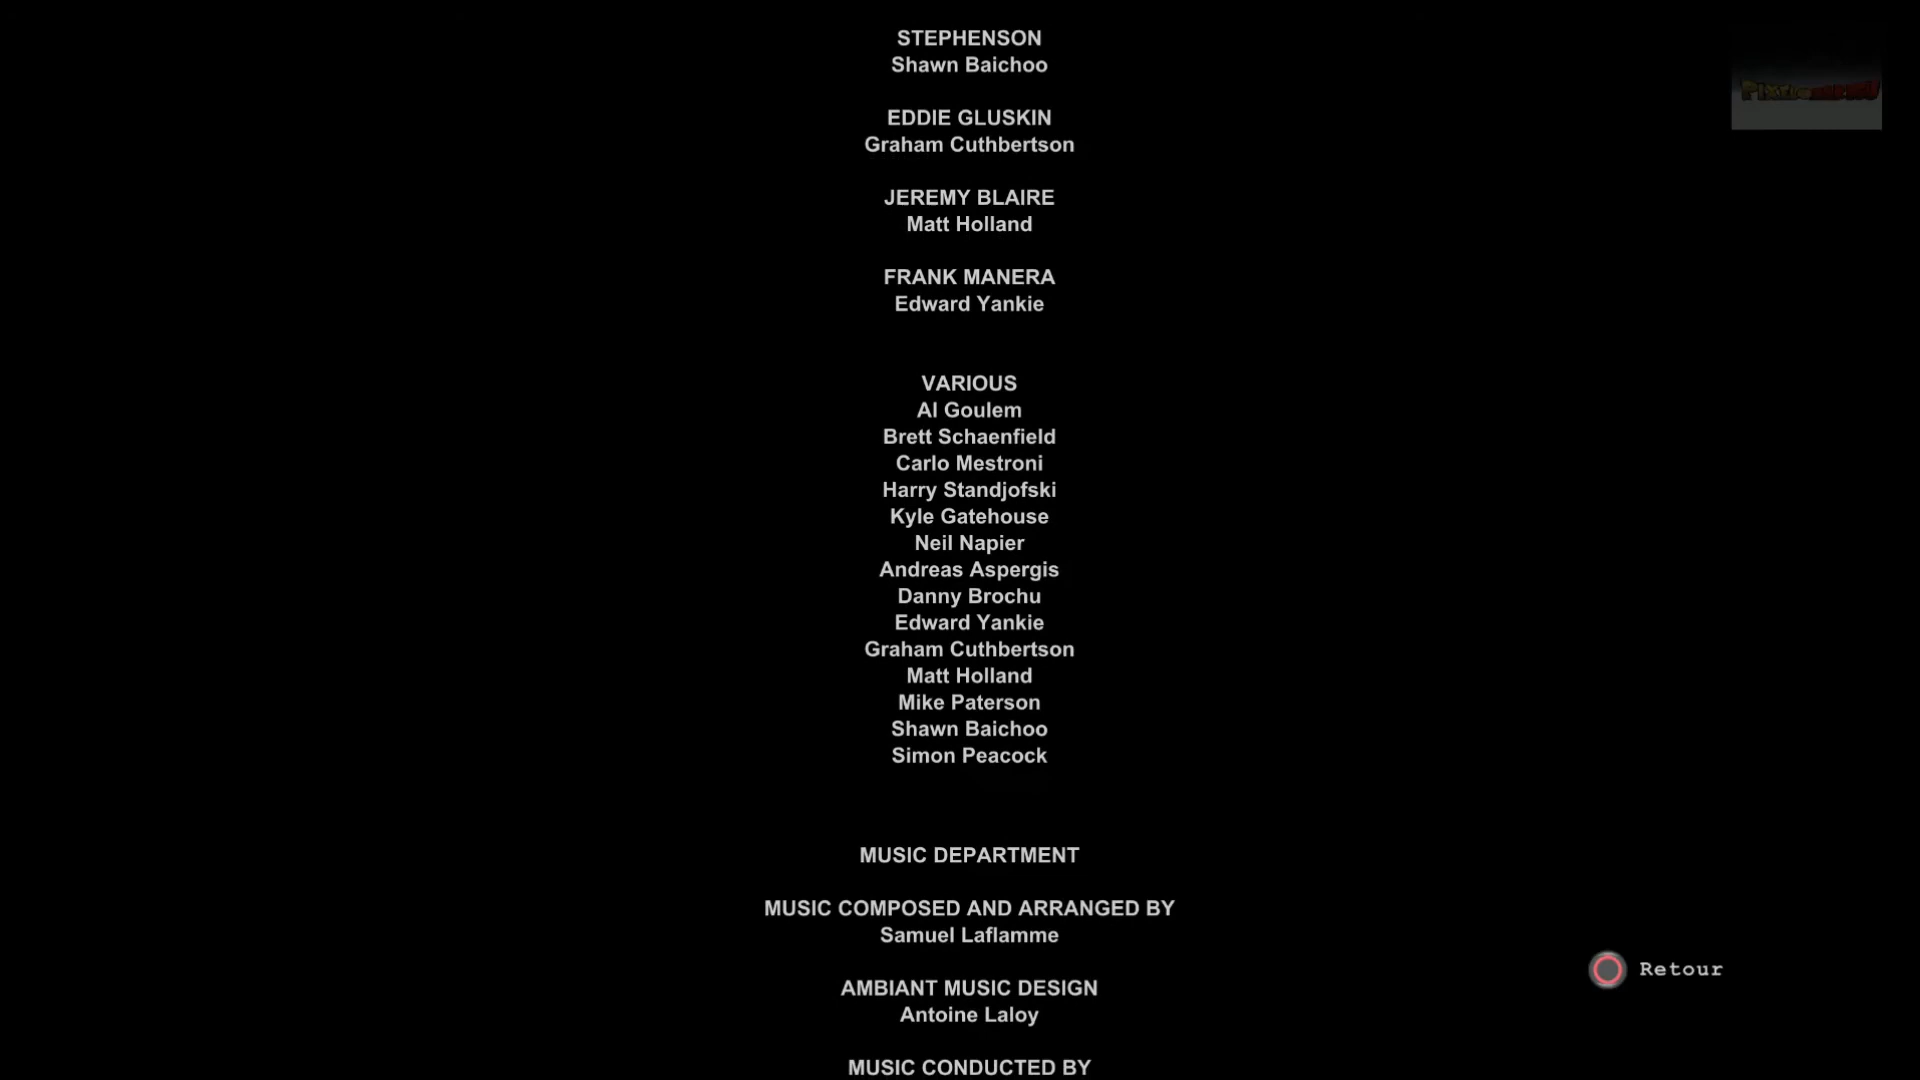 STEPHENSON
Shawn Baichoo
EDDIE GLUSKIN
Graham Cuthbertson
JEREMY BLAIRE
Matt Holland
FRANK MANERA
Edward Yankie
VARIOUS
Al Goulem
Brett Schaenfield
Carlo Mestroni
Harry Standjofski
Kyle Gatehouse
Neil Napier
Andreas Aspergis
Danny Brochu
Edward Yankie
Graham Cuthbertson
Matt Holland
Mike Paterson
Shawn Baichoo
Simon Peacock
MUSIC DEPARTMENT
MUSIC COMPOSED AND ARRANGED BY
Samuel Laflamme
AMBIANT MUSIC DESIGN
Antoine Laloy
MUSIC CONDUCTED BY
Retour